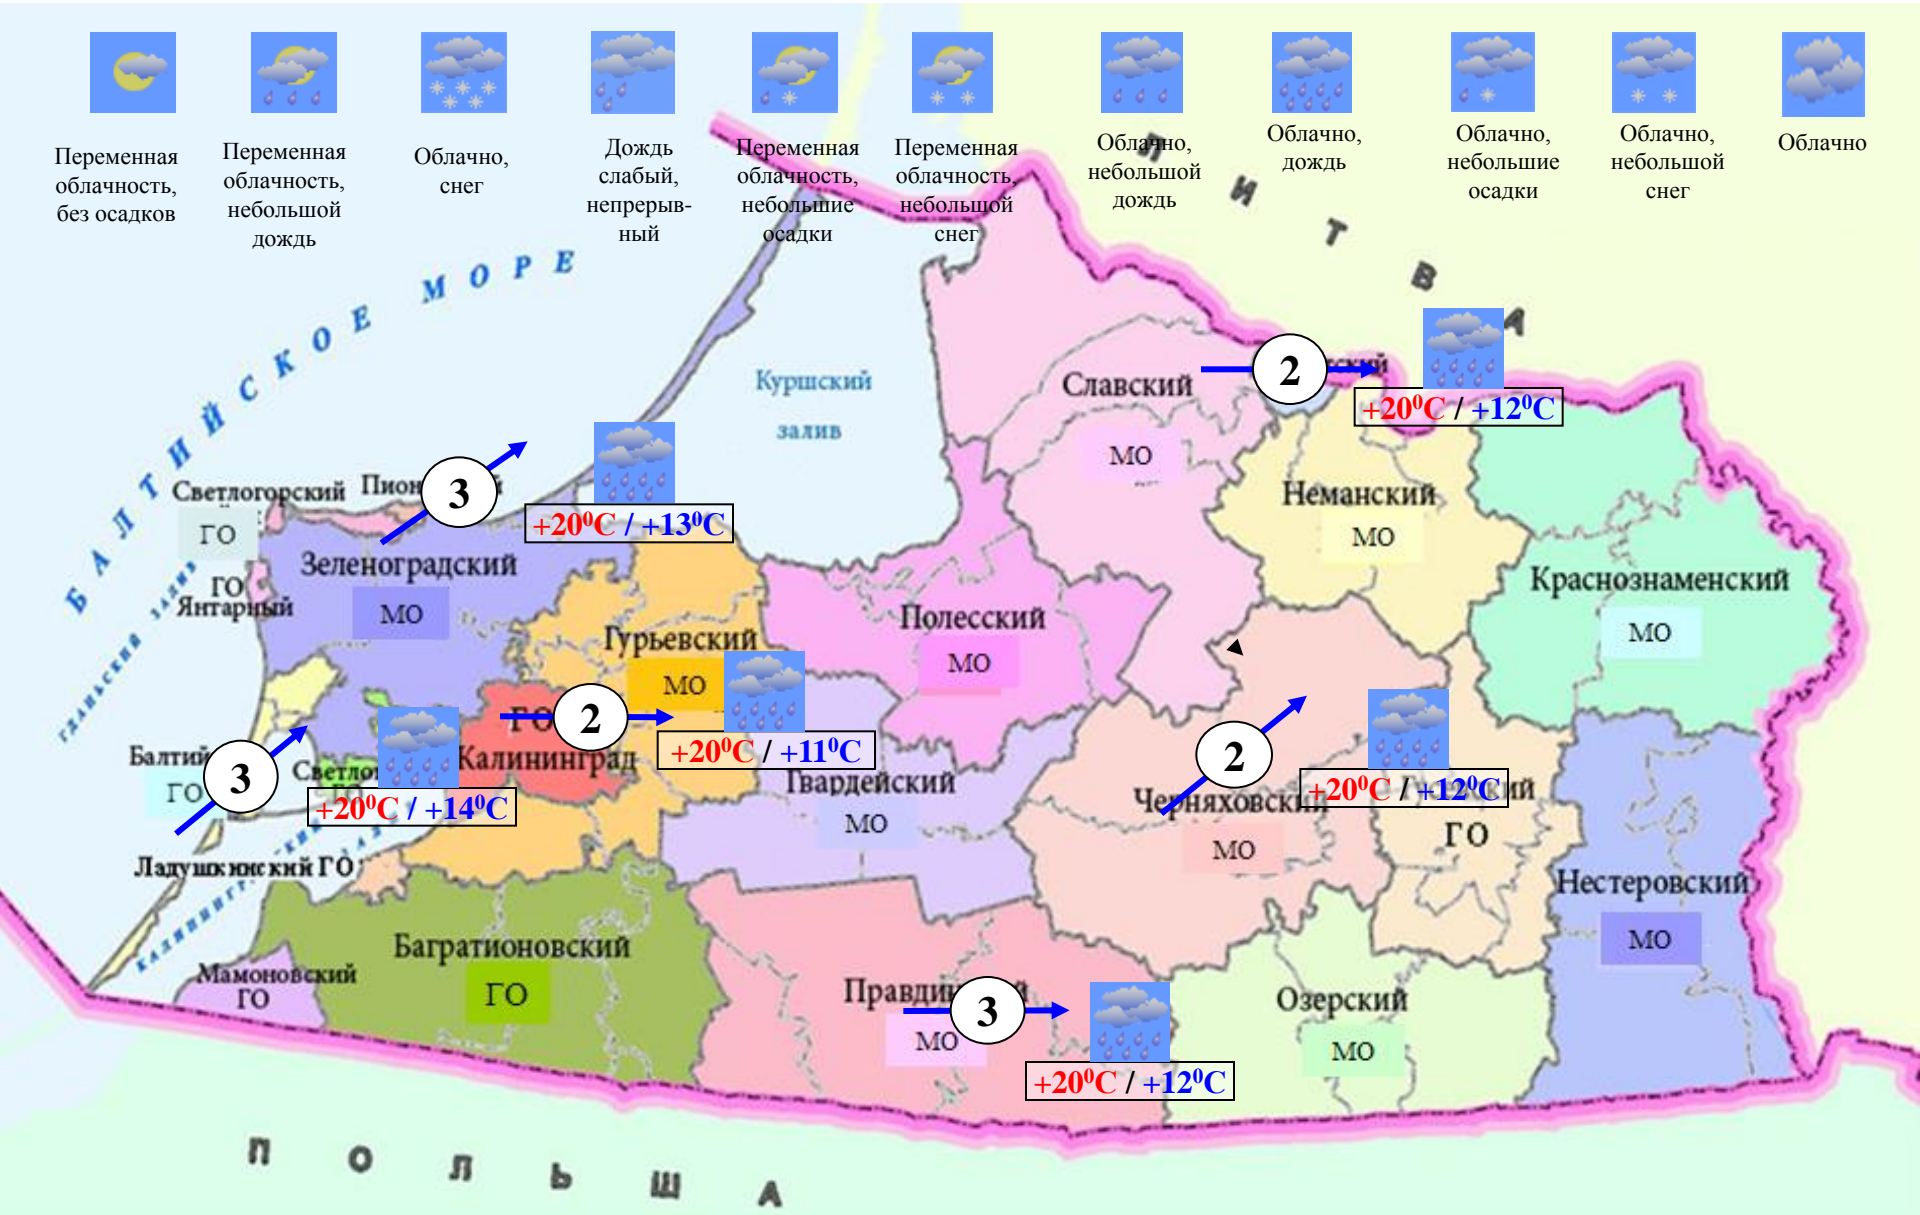 Переменная
облачность,
без осадков
Переменная
облачность,
небольшой
дождь
Облачно,
снег
Дождь
слабый,
непрерыв-
ный
Переменная
облачность,
небольшие
осадки
Переменная
облачность,
небольшой
снег
Облачно,
небольшой
дождь
Облачно,
дождь
Облачно,
небольшие
осадки
Облачно,
небольшой
снег
Облачно
ЛИТВА
БАЛТИЙСКОЕ МОРЕ
Куршский
залив
Славский
МО
2
+20⁰C / +12⁰C
Светлогорский
ГО
3
+20⁰C / +13⁰C
Неманский
МО
Зеленоградский
МО
ГО
Янтарный
Краснознаменский
МО
Полесский
МО
Гурьевский
МО
ГО
Калининград
2
+20⁰C / +11⁰C
ГО
3
+20⁰C / +14⁰C
Гвардейский
МО
Черняховский
МО
2
+20⁰C / +12⁰C
ГО
Ладушкинский ГО
Нестеровский
МО
Багратионовский
ГО
Мамоновский
ГО
МО
3
+20⁰C / +12⁰C
Озерский
МО
ПОЛЬША